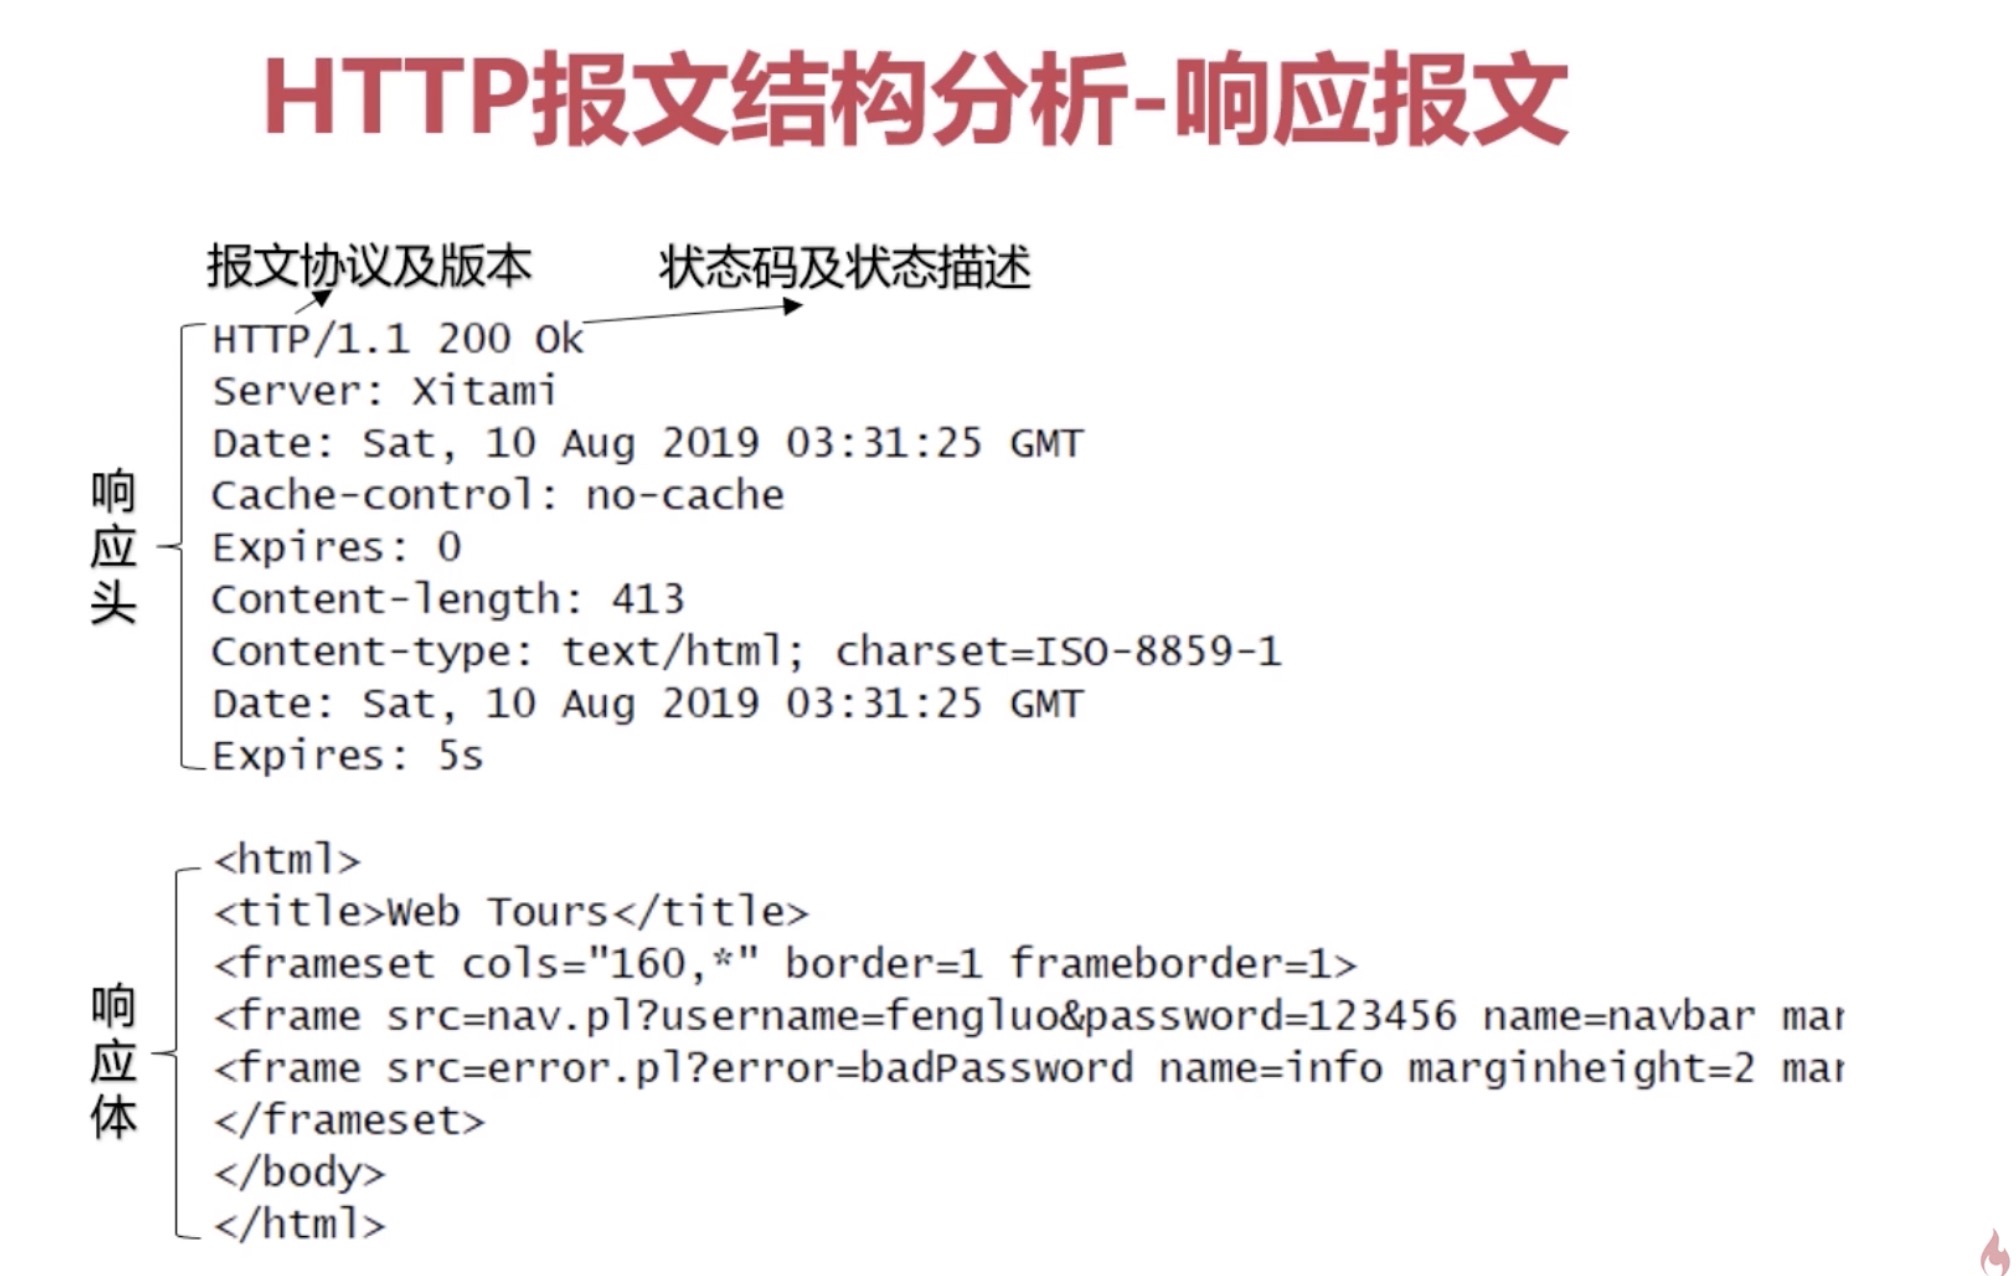 HTTP报文结构分析-响应报文
报文协议及版本
状态码及状态描述
响应头
HTTP/1.1 200 Ok
Server: Xitami
Date: Sat, 10 Aug 2019 03:31:25 GMT
Cache-control: no-cache
Expires: 0
Content-length: 413
Content-type: text/html; charset=ISO-8859-1
Date: Sat, 10 Aug 2019 03:31:25 GMT
Expires: 5s
响应体
<html>
<title>Web Tours</title>
<frameset cols="160,*" border=1 frameborder=1>
<frame src=nav.pl?username=fengluo&password=123456 name=navbar mar
<frame src=error.pl?error=badPassword name=info marginheight=2 mar
</frameset>
</body>
</html>